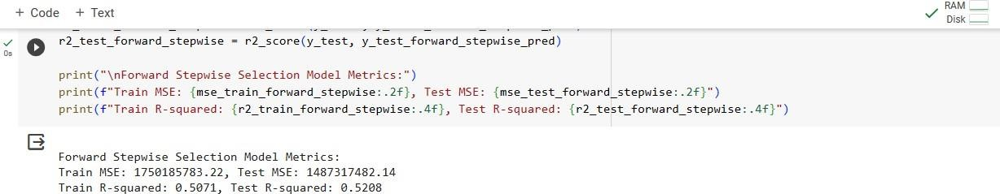 + Code + Text
RAM
Disk
r2_test_forward_stepwise = r2_score(y_test, y_test_forward_stepwise_pred)
0s
print("\nForward Stepwise Selection Model Metrics:")
print(f"Train MSE: {mse_train_forward_stepwise:.2f}, Test MSE: {mse_test_forward_stepwise:.2f}")
print(f"Train R-squared: {r2_train_forward_stepwise:.4f}, Test R-squared: {r2_test_forward_stepwise:.4f}")
Forward Stepwise Selection Model Metrics:
Train MSE: 1750185783.22, Test MSE: 1487317482.14
Train R-squared: 0.5071, Test R-squared: 0.5208